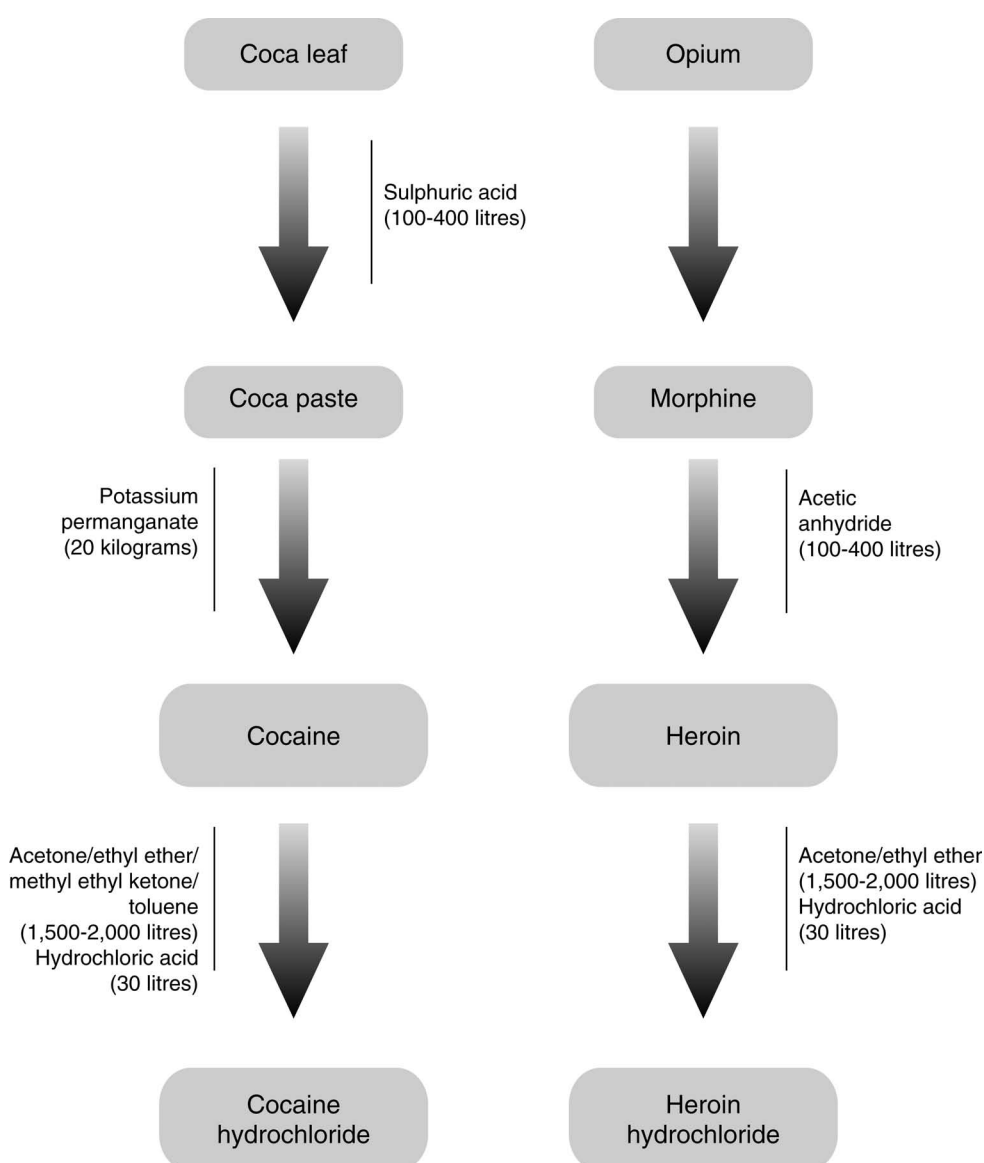 Coca leaf
Opium
Sulphuric acid
(100-400 litres)
Coca paste
Morphine
Potassium
permanganate
(20 kilograms)
Acetic
anhydride
(100-400 litres)
Cocaine
Heroin
Acetone/ethyl ether/
methyl ethyl ketone/
toluene
(1,500-2,000 litres)
Hydrochloric acid
(30 litres)
Acetone/ethyl ether
(1,500-2,000 litres)
Hydrochloric acid
(30 litres)
Cocaine
hydrochloride
Heroin
hydrochloride